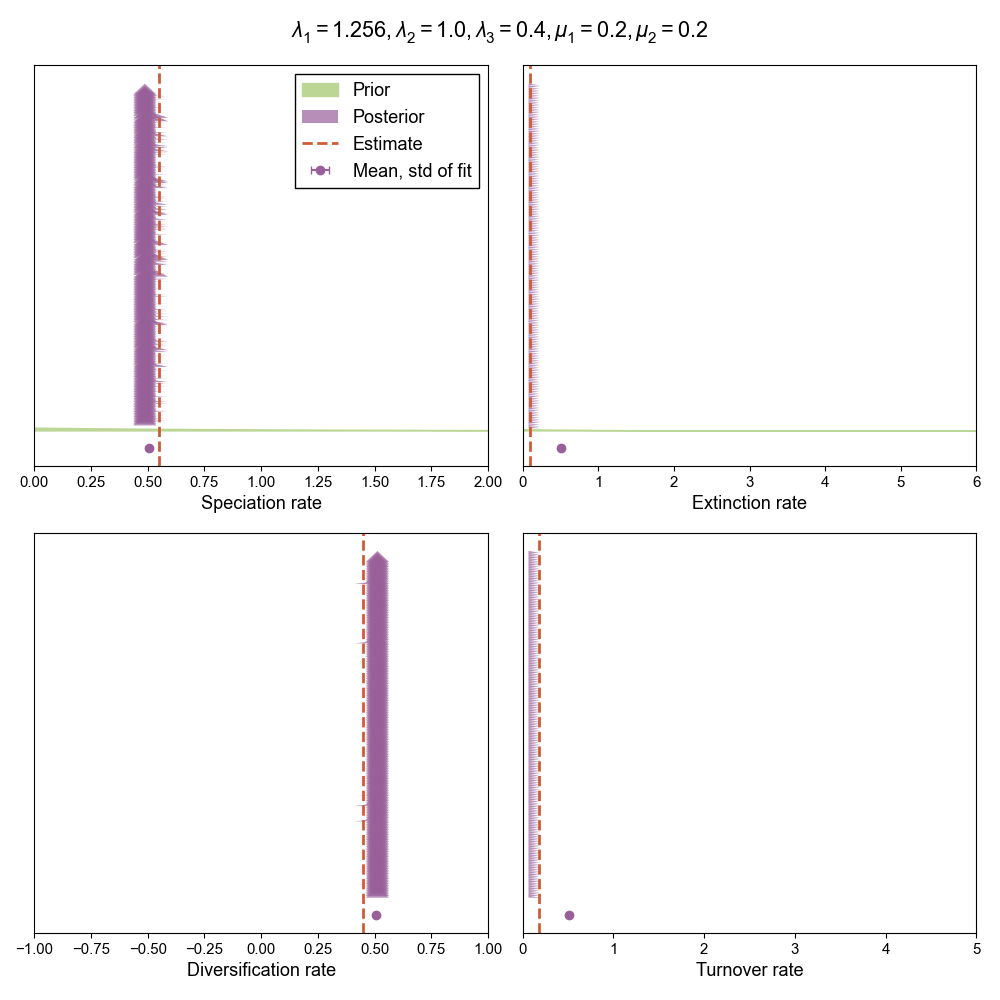 λ₁ = 1.256, λ₂ = 1.0, λ₃ = 0.4, μ₁ = 0.2, μ₂ = 0.2
Prior
Posterior
Estimate
Mean, std of fit
0.00 0.25 0.50 0.75 1.00 1.25 1.50 1.75 2.00
Speciation rate
0 1 2 3 4 5 6
Extinction rate
−1.00 −0.75 −0.50 −0.25 0.00 0.25 0.50 0.75 1.00
Diversification rate
0 1 2 3 4 5
Turnover rate